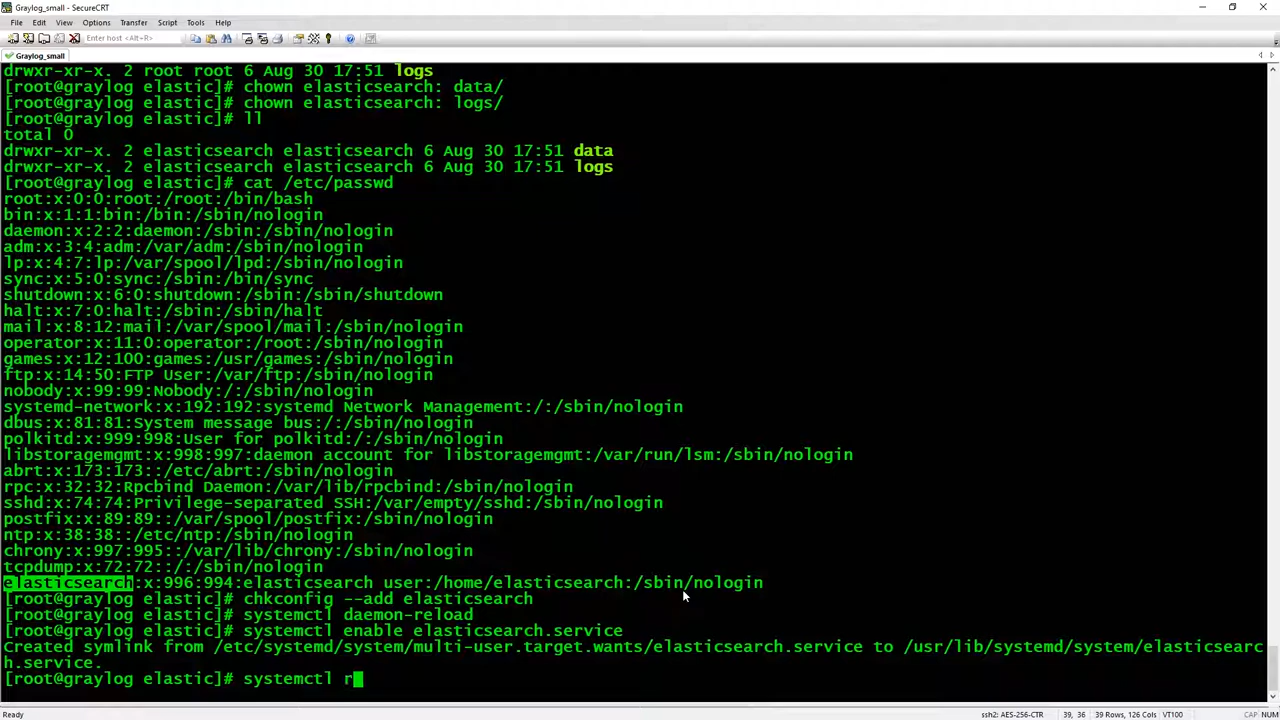 Graylog_small - SecureCRT
File Edit View Options Transfer Script Tools Help
Enter host <Alt+R>
Graylog_small
drwxr-xr-x. 2 root root 6 Aug 30 17:51 logs
[root@graylog elastic]# chown elasticsearch: data/
[root@graylog elastic]# chown elasticsearch: logs/
[root@graylog elastic]# ll
total 0
drwxr-xr-x. 2 elasticsearch elasticsearch 6 Aug 30 17:51 data
drwxr-xr-x. 2 elasticsearch elasticsearch 6 Aug 30 17:51 logs
[root@graylog elastic]# cat /etc/passwd
root:x:0:0:root:/root:/bin/bash
bin:x:1:1:bin:/bin:/sbin/nologin
daemon:x:2:2:daemon:/sbin:/sbin/nologin
adm:x:3:4:adm:/var/adm:/sbin/nologin
lp:x:4:7:lp:/var/spool/lpd:/sbin/nologin
sync:x:5:0:sync:/sbin:/bin/sync
shutdown:x:6:0:shutdown:/sbin:/sbin/shutdown
halt:x:7:0:halt:/sbin:/sbin/halt
mail:x:8:12:mail:/var/spool/mail:/sbin/nologin
operator:x:11:0:operator:/root:/sbin/nologin
games:x:12:100:games:/usr/games:/sbin/nologin
ftp:x:14:50:FTP User:/var/ftp:/sbin/nologin
nobody:x:99:99:Nobody:/:/sbin/nologin
systemd-network:x:192:192:systemd Network Management:/:/sbin/nologin
dbus:x:81:81:System message bus:/:/sbin/nologin
polkitd:x:999:998:User for polkitd:/:/sbin/nologin
libstoragemgmt:x:998:997:daemon account for libstoragemgmt:/var/run/lsm:/sbin/nologin
abrt:x:173:173::/etc/abrt:/sbin/nologin
rpc:x:32:32:Rpcbind Daemon:/var/lib/rpcbind:/sbin/nologin
sshd:x:74:74:Privilege-separated SSH:/var/empty/sshd:/sbin/nologin
postfix:x:89:89::/var/spool/postfix:/sbin/nologin
ntp:x:38:38::/etc/ntp:/sbin/nologin
chrony:x:997:995::/var/lib/chrony:/sbin/nologin
tcpdump:x:72:72::/:/sbin/nologin
elasticsearch:x:996:994:elasticsearch user:/home/elasticsearch:/sbin/nologin
[root@graylog elastic]# chkconfig --add elasticsearch
[root@graylog elastic]# systemctl daemon-reload
[root@graylog elastic]# systemctl enable elasticsearch.service
Created symlink from /etc/systemd/system/multi-user.target.wants/elasticsearch.service to /usr/lib/systemd/system/elasticsearc
h.service.
[root@graylog elastic]# systemctl r
Ready ssh2: AES-256-CTR 39, 36 39 Rows, 126 Cols VT100 CAP NUM